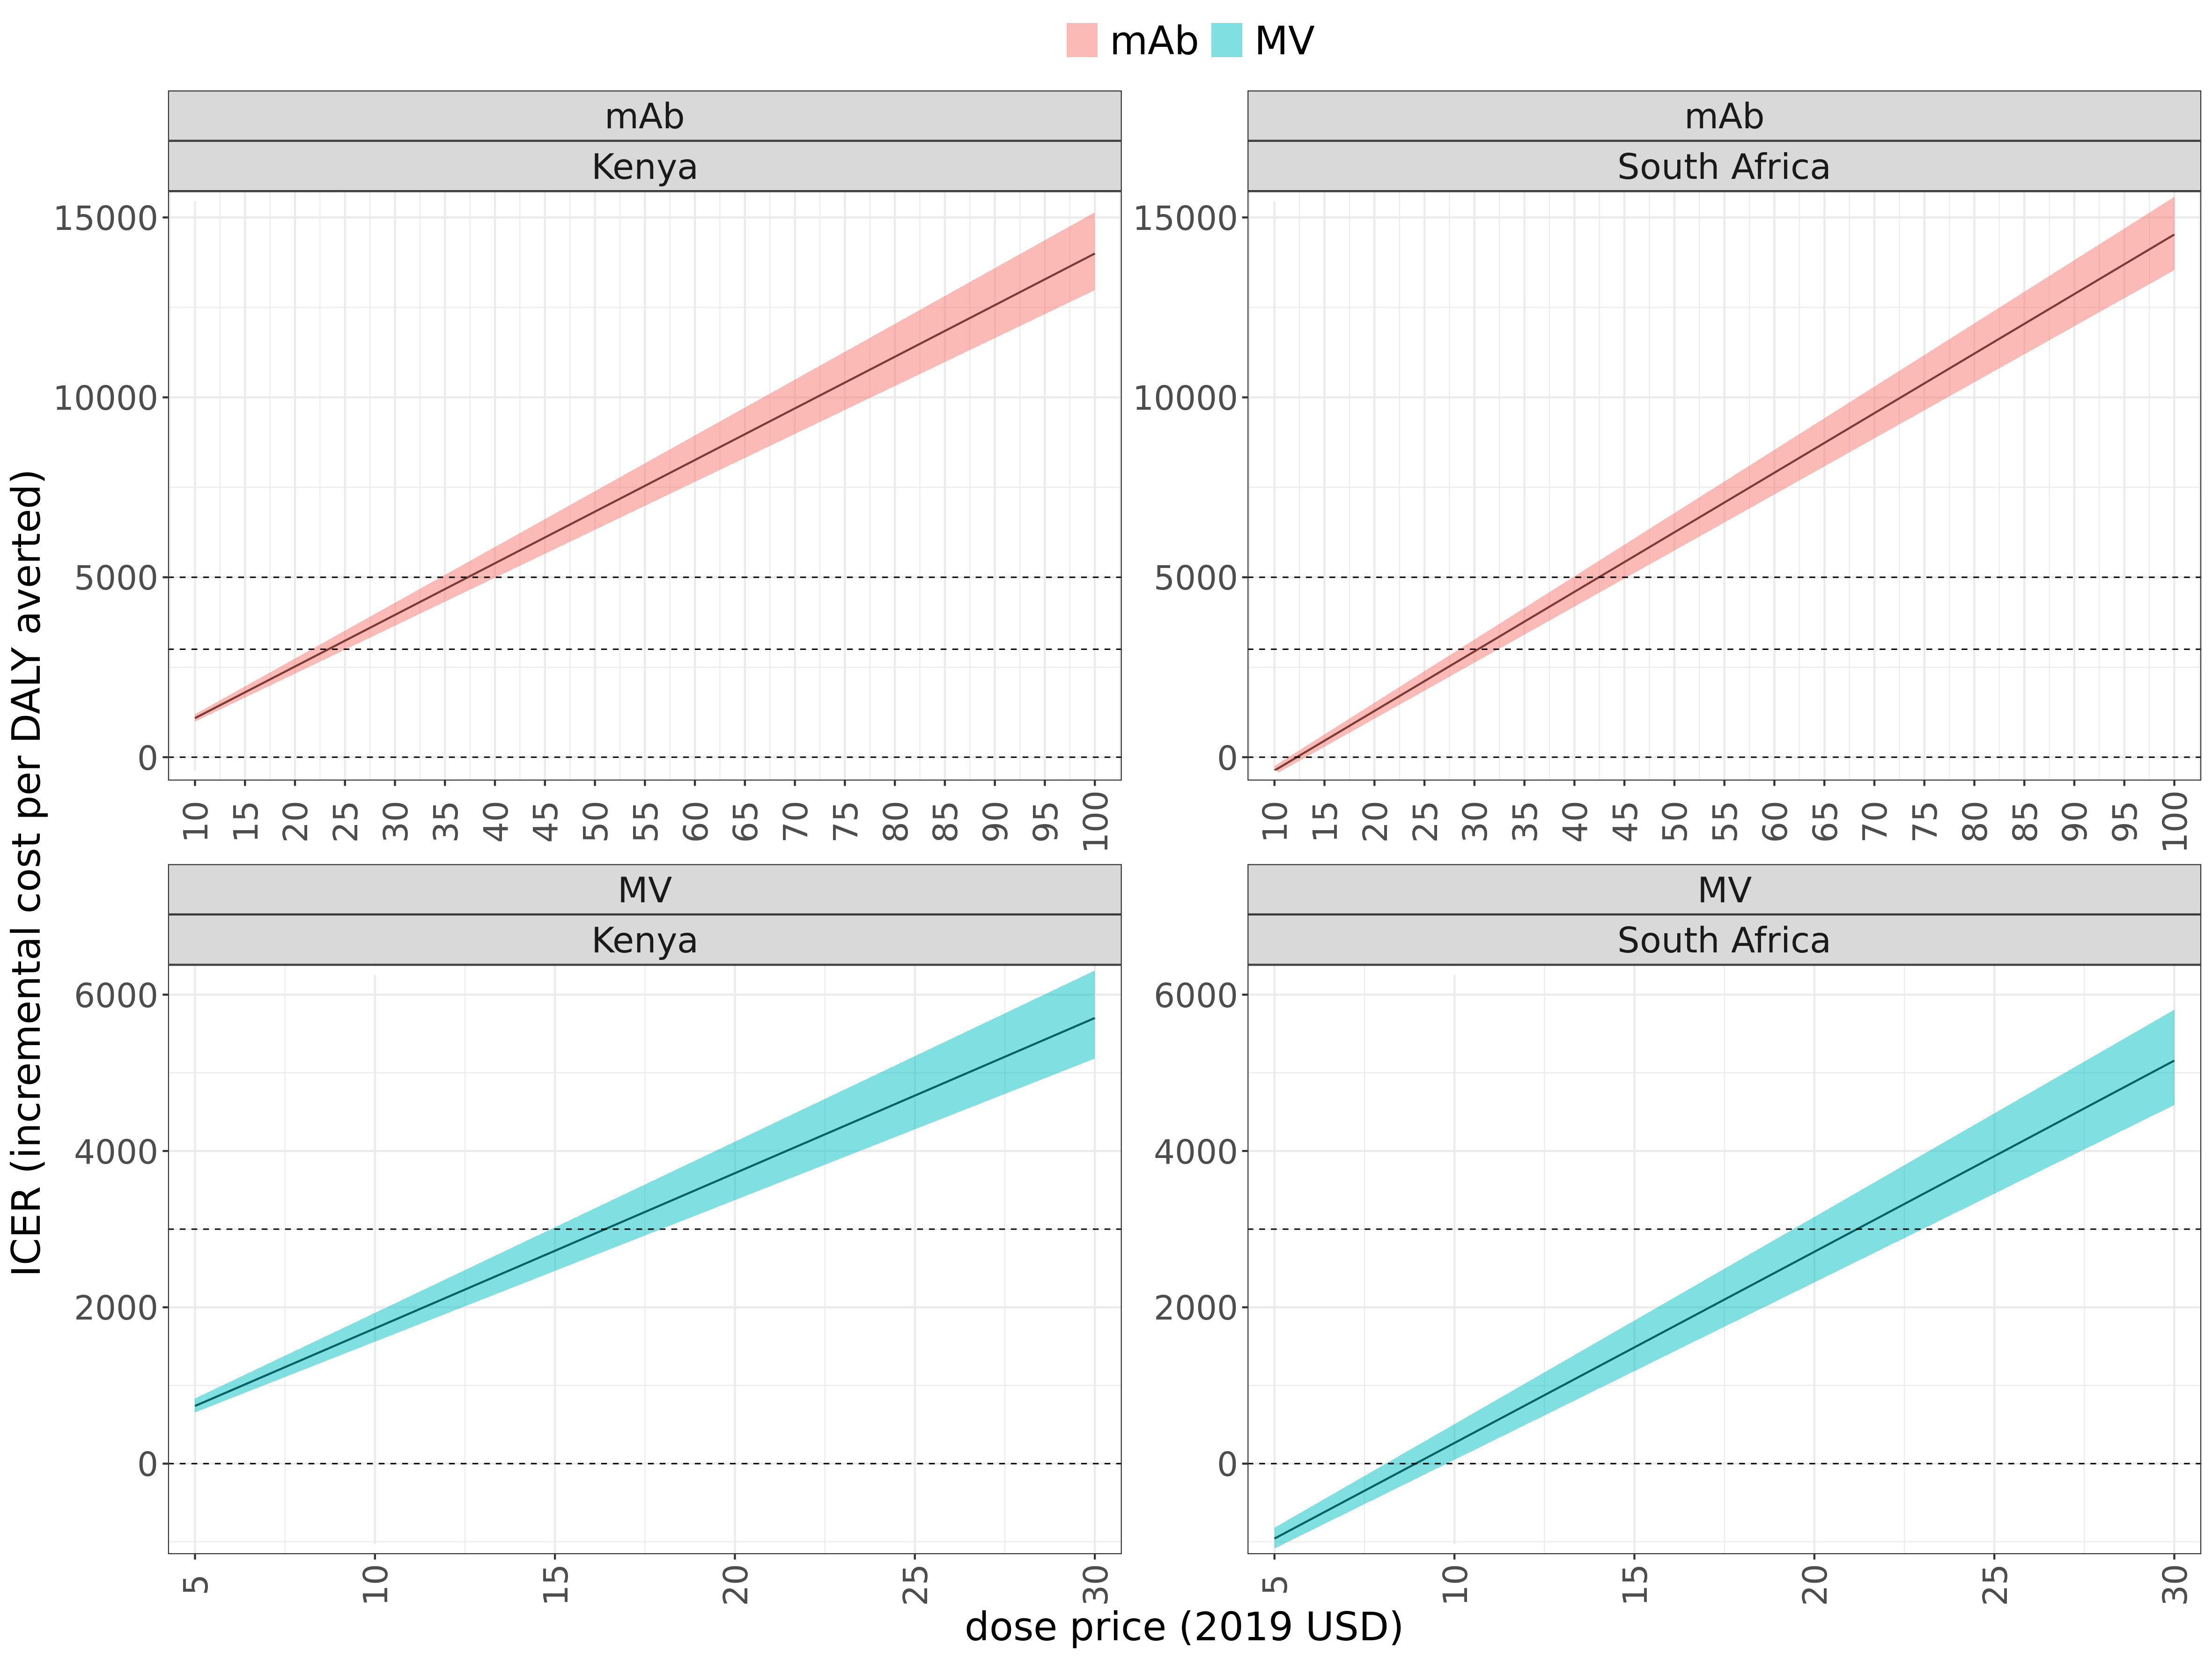 mAb MV
mAb
Kenya
mAb
South Africa
ICER (incremental cost per DALY averted)
15000
10000
5000
0
10 15 20 25 30 35 40 45 50 55 60 65 70 75 80 85 90 95 100
15000
10000
5000
0
10 15 20 25 30 35 40 45 50 55 60 65 70 75 80 85 90 95 100
MV
Kenya
MV
South Africa
6000
4000
2000
0
5 10 15 20 25 30
6000
4000
2000
0
5 10 15 20 25 30
dose price (2019 USD)